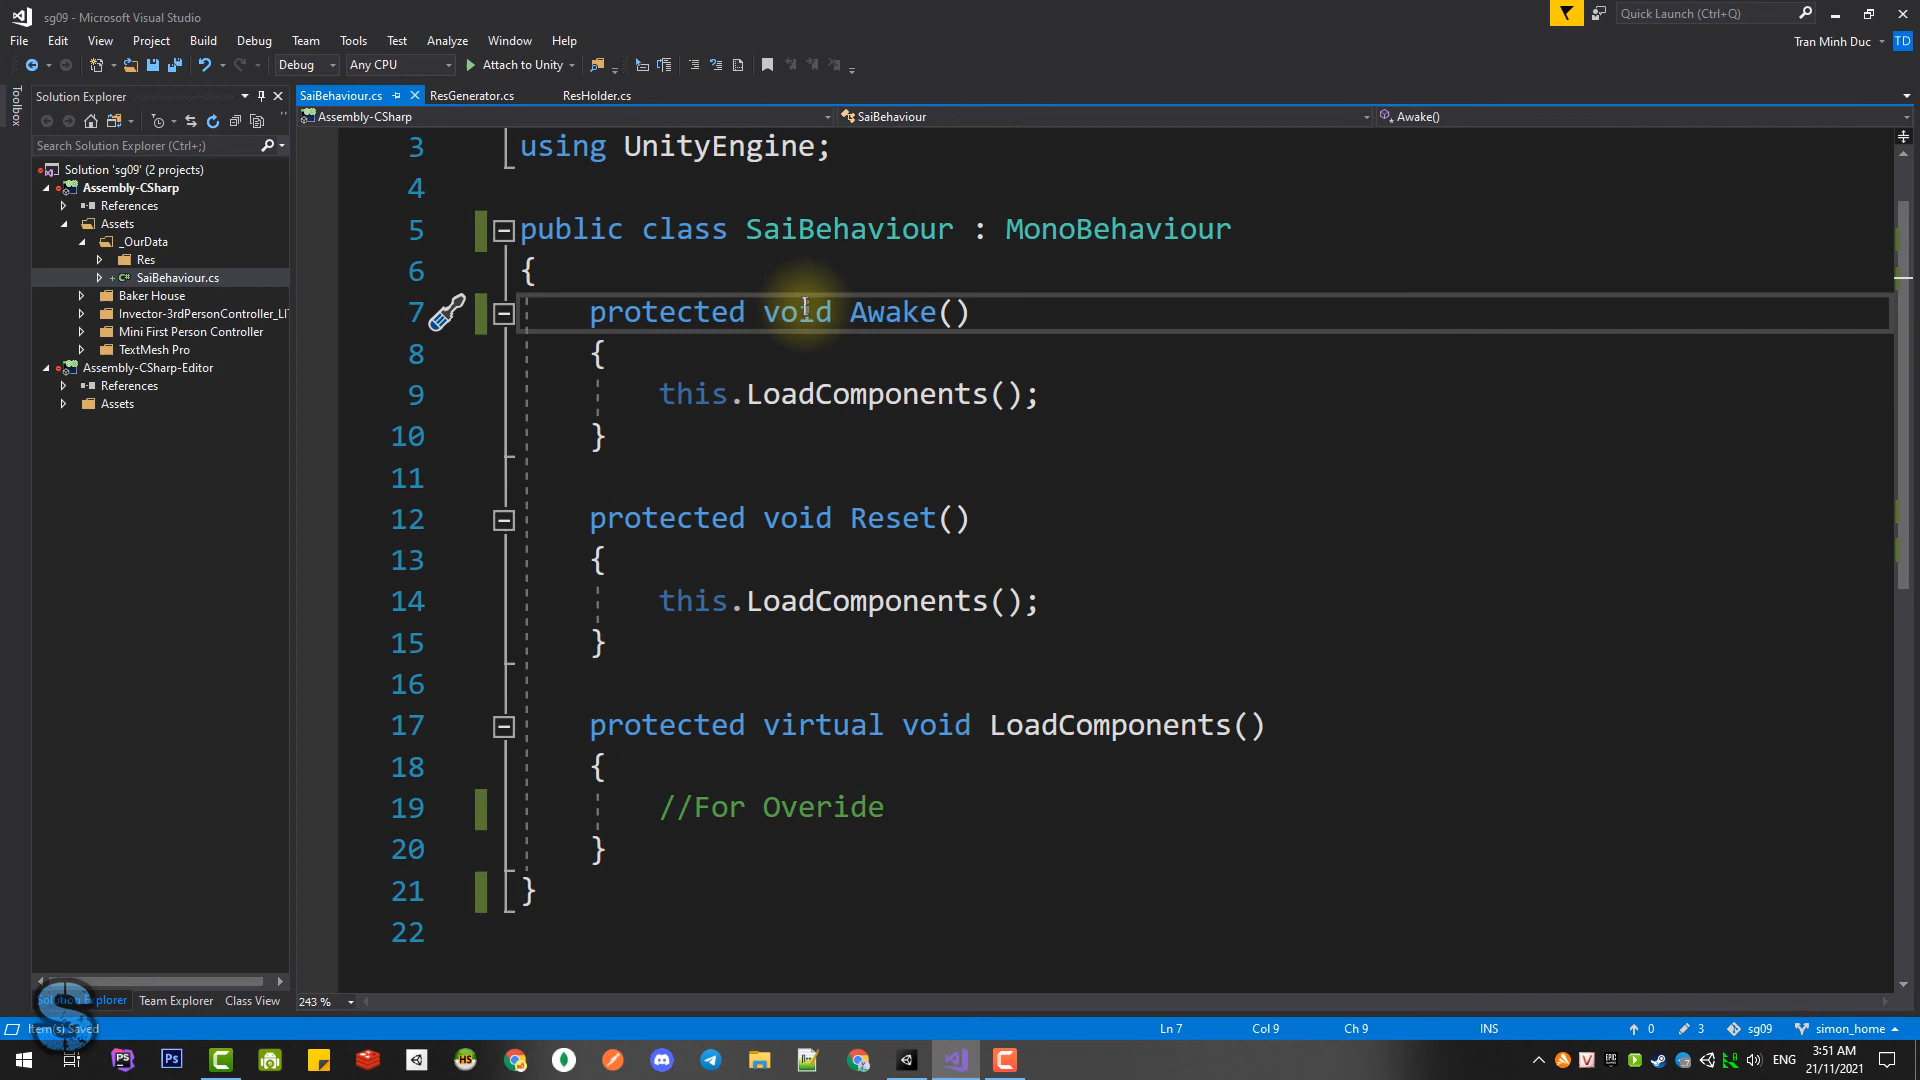 sg09 - Microsoft Visual Studio
Quick Launch (Ctrl+Q)
File Edit View Project Build Debug Team Tools Test Analyze Window Help
Tran Minh Duc TD
Debug Any CPU Attach to Unity
Toolbox
Solution Explorer
SaiBehaviour.cs ResGenerator.cs ResHolder.cs
Assembly-CSharp SaiBehaviour Awake()
Search Solution Explorer (Ctrl+;)
Solution 'sg09' (2 projects)
Assembly-CSharp
References
Assets
_OurData
Res
SaiBehaviour.cs
Baker House
Invector-3rdPersonController_LI
Mini First Person Controller
TextMesh Pro
Assembly-CSharp-Editor
References
Assets
3 using UnityEngine;
4
5 public class SaiBehaviour : MonoBehaviour
6 {
7 protected void Awake()
8 {
9 this.LoadComponents();
10 }
11
12 protected void Reset()
13 {
14 this.LoadComponents();
15 }
16
17 protected virtual void LoadComponents()
18 {
19 //For Overide
20 }
21 }
22
Solution Explorer Team Explorer Class View
243 %
Item(s) Saved
Ln 7 Col 9 Ch 9 INS 0 3 sg09 simon_home
ENG
3:51 AM
21/11/2021